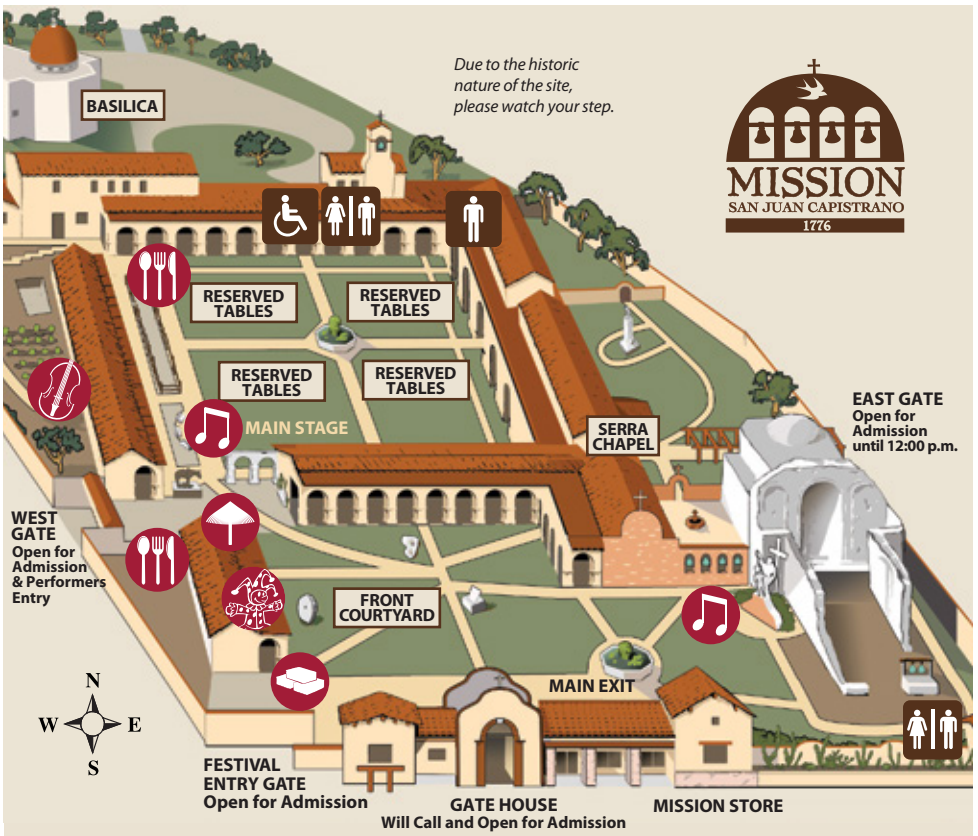 Due to the historic
nature of the site,
please watch your step.
MISSION
SAN JUAN CAPISTRANO
1776
BASILICA
RESERVED
TABLES
RESERVED
TABLES
RESERVED
TABLES
RESERVED
TABLES
MAIN STAGE
SERRA
CHAPEL
EAST GATE
Open for
Admission
until 12:00 p.m.
WEST
GATE
Open for
Admission
& Performers
Entry
FRONT
COURTYARD
MAIN EXIT
N
W
E
S
FESTIVAL
ENTRY GATE
Open for Admission
GATE HOUSE
Will Call and Open for Admission
MISSION STORE